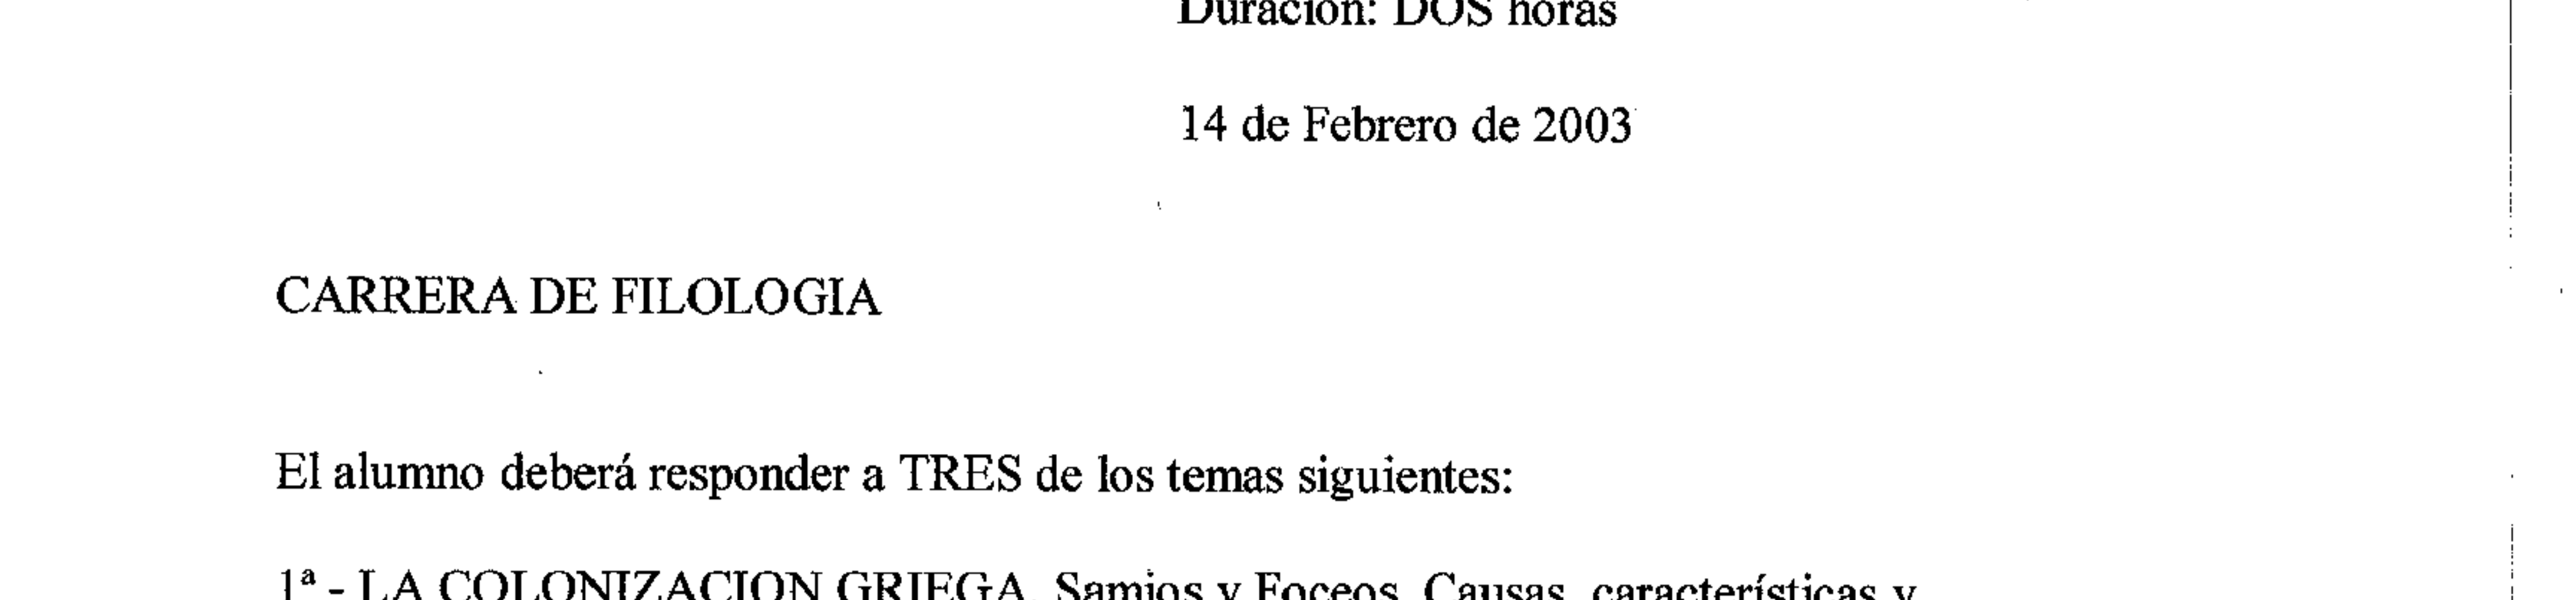 Duración: DOS horas
14 de Febrero de 2003
CARRERA DE FILOLOGIA
El alumno deberá responder a TRES de los temas siguientes:
1ª - LA COLONIZACION GRIEGA. Samios y Foceos. Causas, características y